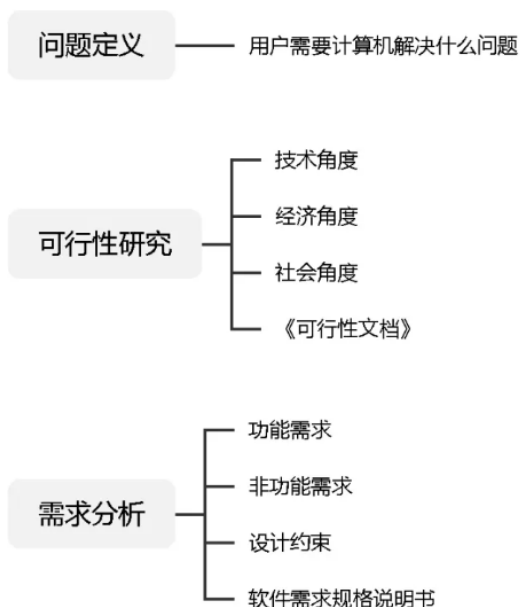 问题定义
用户需要计算机解决什么问题
可行性研究
技术角度
经济角度
社会角度
《可行性文档》
需求分析
功能需求
非功能需求
设计约束
软件需求规格说明书